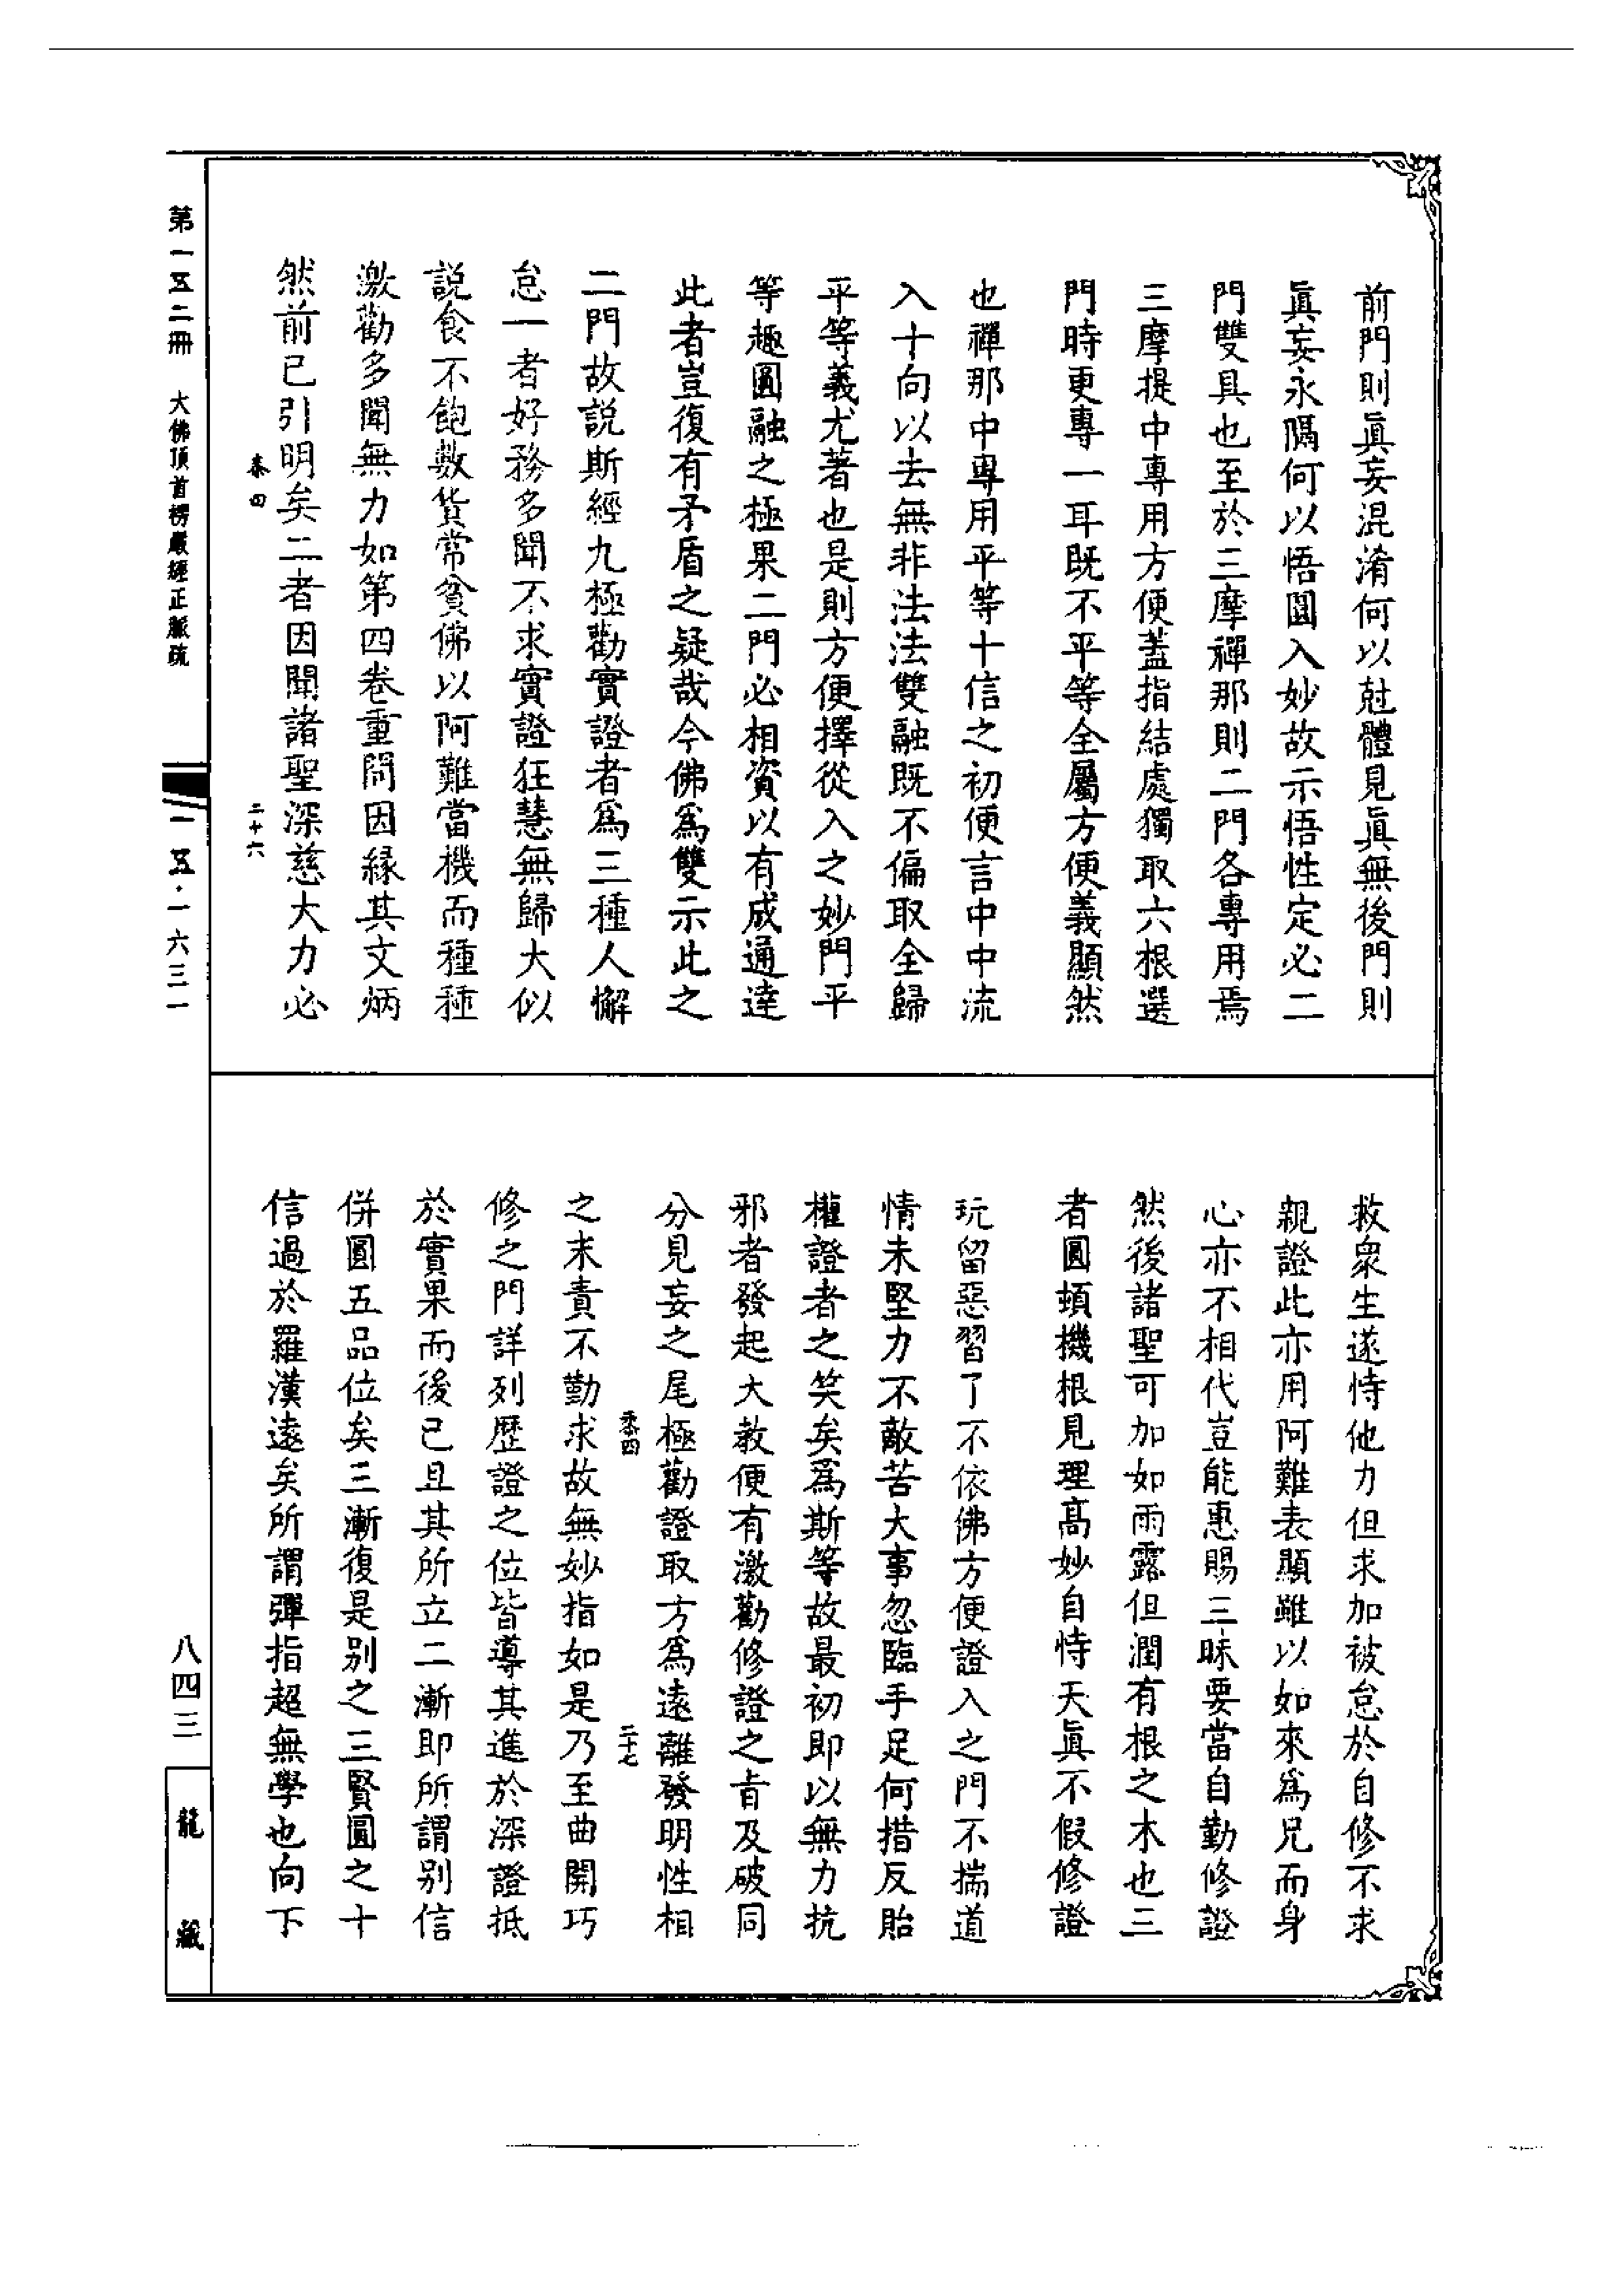 前門則眞妄混淆何以尅體見眞無後門則
眞妄永隔何以悟圓入妙故示悟性定必二
門雙具也至於三摩禪那則二門各專用焉
三摩提中專用方便蓋指結處獨取六根選
門時更專一耳既不平等全屬方便義顯然
也禪那中專用平等十信之初便言中中流
入十向以去無非法法雙融既不偏取全歸
平等義尤著也是則方便擇從入之妙門平
等趣圓融之極果二門必相資以有成通達
此者豈復有矛盾之疑哉今佛爲雙示此之
二門故説斯經九極勸實證者爲三種人懈
怠一者好務多聞不求實證狂慧無歸大似
説食不飽數貨常貧佛以阿難當機而種種
激勸多聞無力如第四卷重問因緣其文炳
然前已引明矣二者因聞諸聖深慈大力必
二十六
救衆生遂恃他力但求加被怠於自修不求
親證此亦用阿難表顯雖以如來爲兄而身
心亦不相代豈能惠賜三昧要當自勤修證
然後諸聖可加如雨露但潤有根之木也三
者圓頓機根見理高妙自恃天眞不假修證
玩留惡習了不依佛方便證入之門不揣道
情未堅力不敵苦大事忽臨手足何措反貽
權證者之笑矣爲斯等故最初即以無力抗
邪者發起大教便有激勸修證之旨及破同
分見妄之尾極勸證取方爲遠離發明性相
二十七
之末責不勤求故無妙指如是乃至曲開巧
修之門詳列歷證之位皆導其進於深證抵
於實果而後已且其所立二漸即所謂別信
併圓五品位矣三漸復是別之三賢圓之十
信過於羅漢遠矣所謂彈指超無學也向下
第一五二冊 大佛頂首楞嚴經正脈疏
一五·一六三一
八四三
龍藏